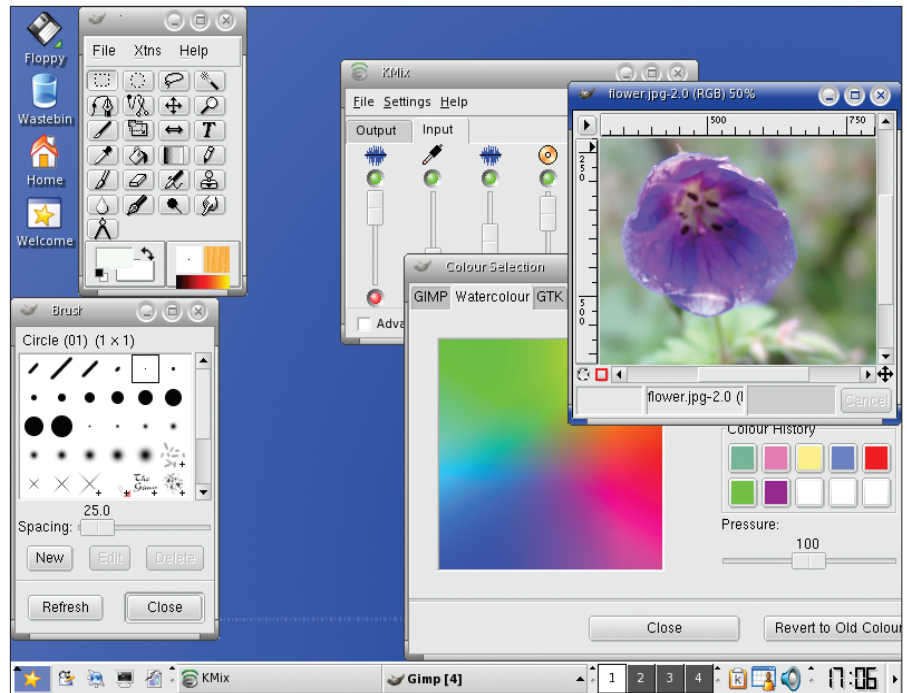 Floppy
Wastebin
Home
Welcome
File Xtns Help
Brush
Circle (01) (1 × 1)
The Gimp
25.0
Spacing:
New Edit Delete
Refresh Close
KMix
File Settings Help
Output Input
Adva
Colour Selection
GIMP Watercolour GTK
Colour History
Pressure:
100
Close Revert to Old Colour
flower.jpg-2.0 (RGB) 50%
500 750
250
500
flower.jpg-2.0 (I
Cancel
KMix Gimp [4] 1 2 3 4 17:06